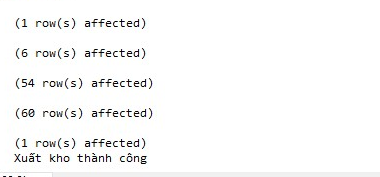 (1 row(s) affected)
(6 row(s) affected)
(54 row(s) affected)
(60 row(s) affected)
(1 row(s) affected)
Xuất kho thành công